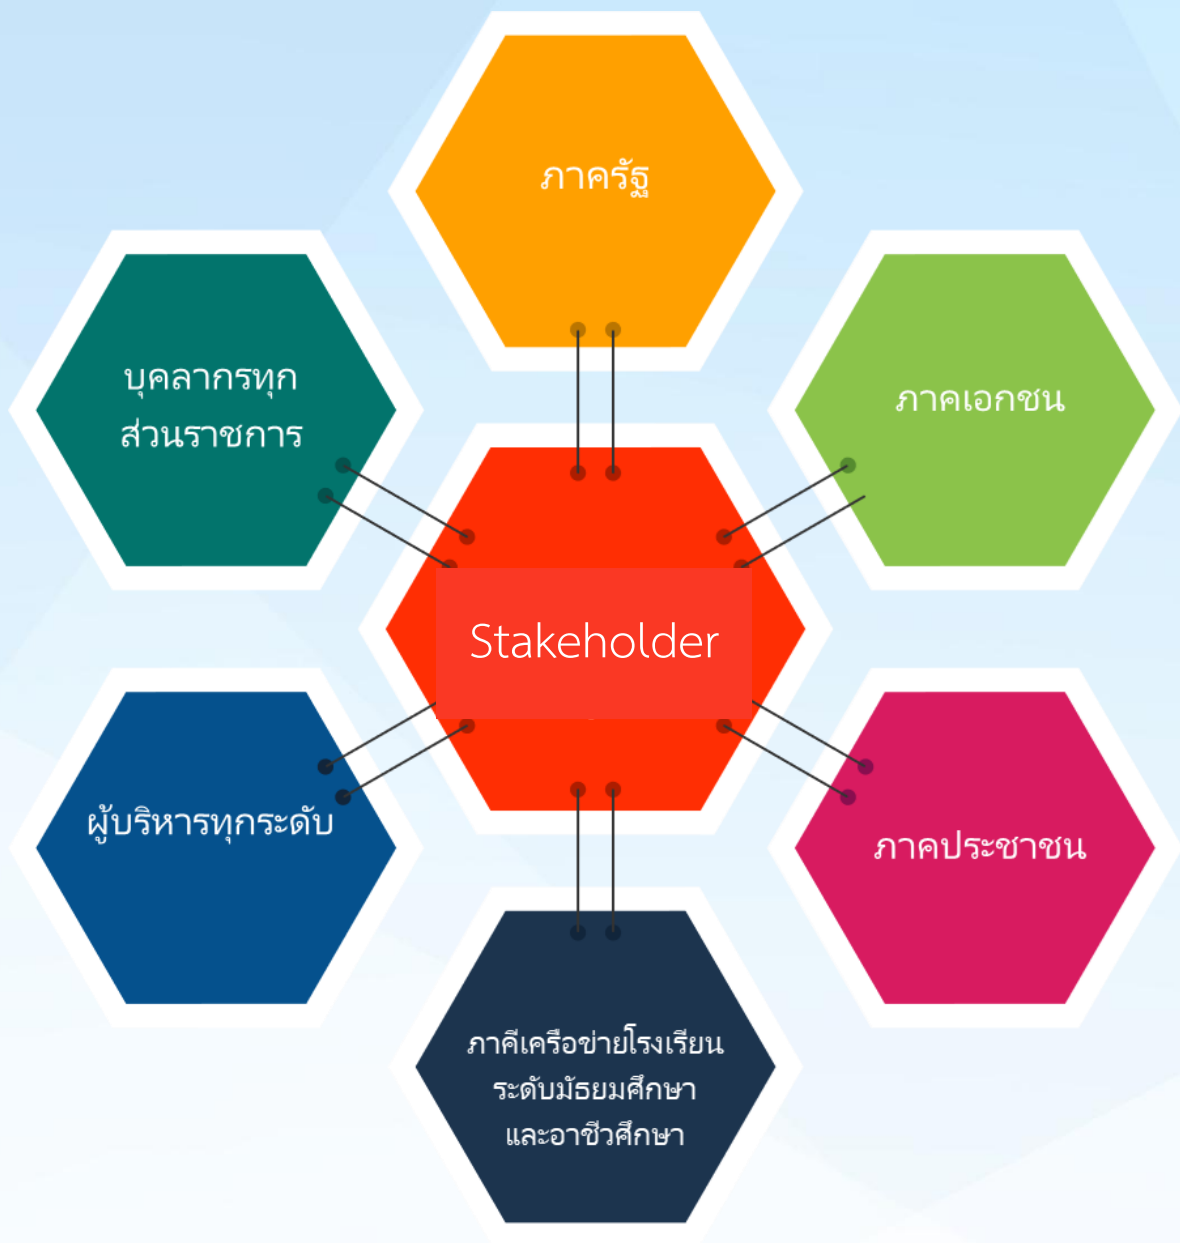 ภาครัฐ
บุคลากรทุก
ส่วนราชการ
ภาคเอกชน
Stakeholder
ผู้บริหารทุกระดับ
ภาคประชาชน
ภาคีเครือข่ายโรงเรียน
ระดับมัธยมศึกษา
และอาชีวศึกษา